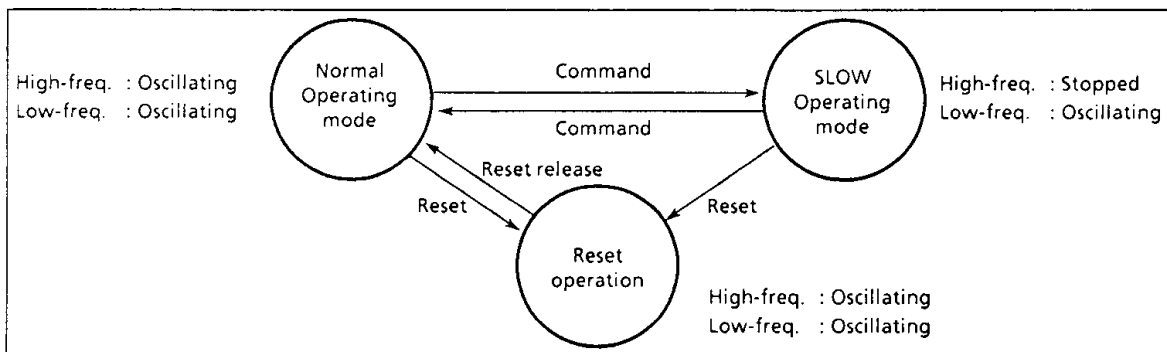 High-freq. : Oscillating
Low-freq. : Oscillating
Normal
Operating
mode
Command
Command
SLOW
Operating
mode
High-freq. : Stopped
Low-freq. : Oscillating
Reset release
Reset
Reset
Reset
operation
High-freq. : Oscillating
Low-freq. : Oscillating